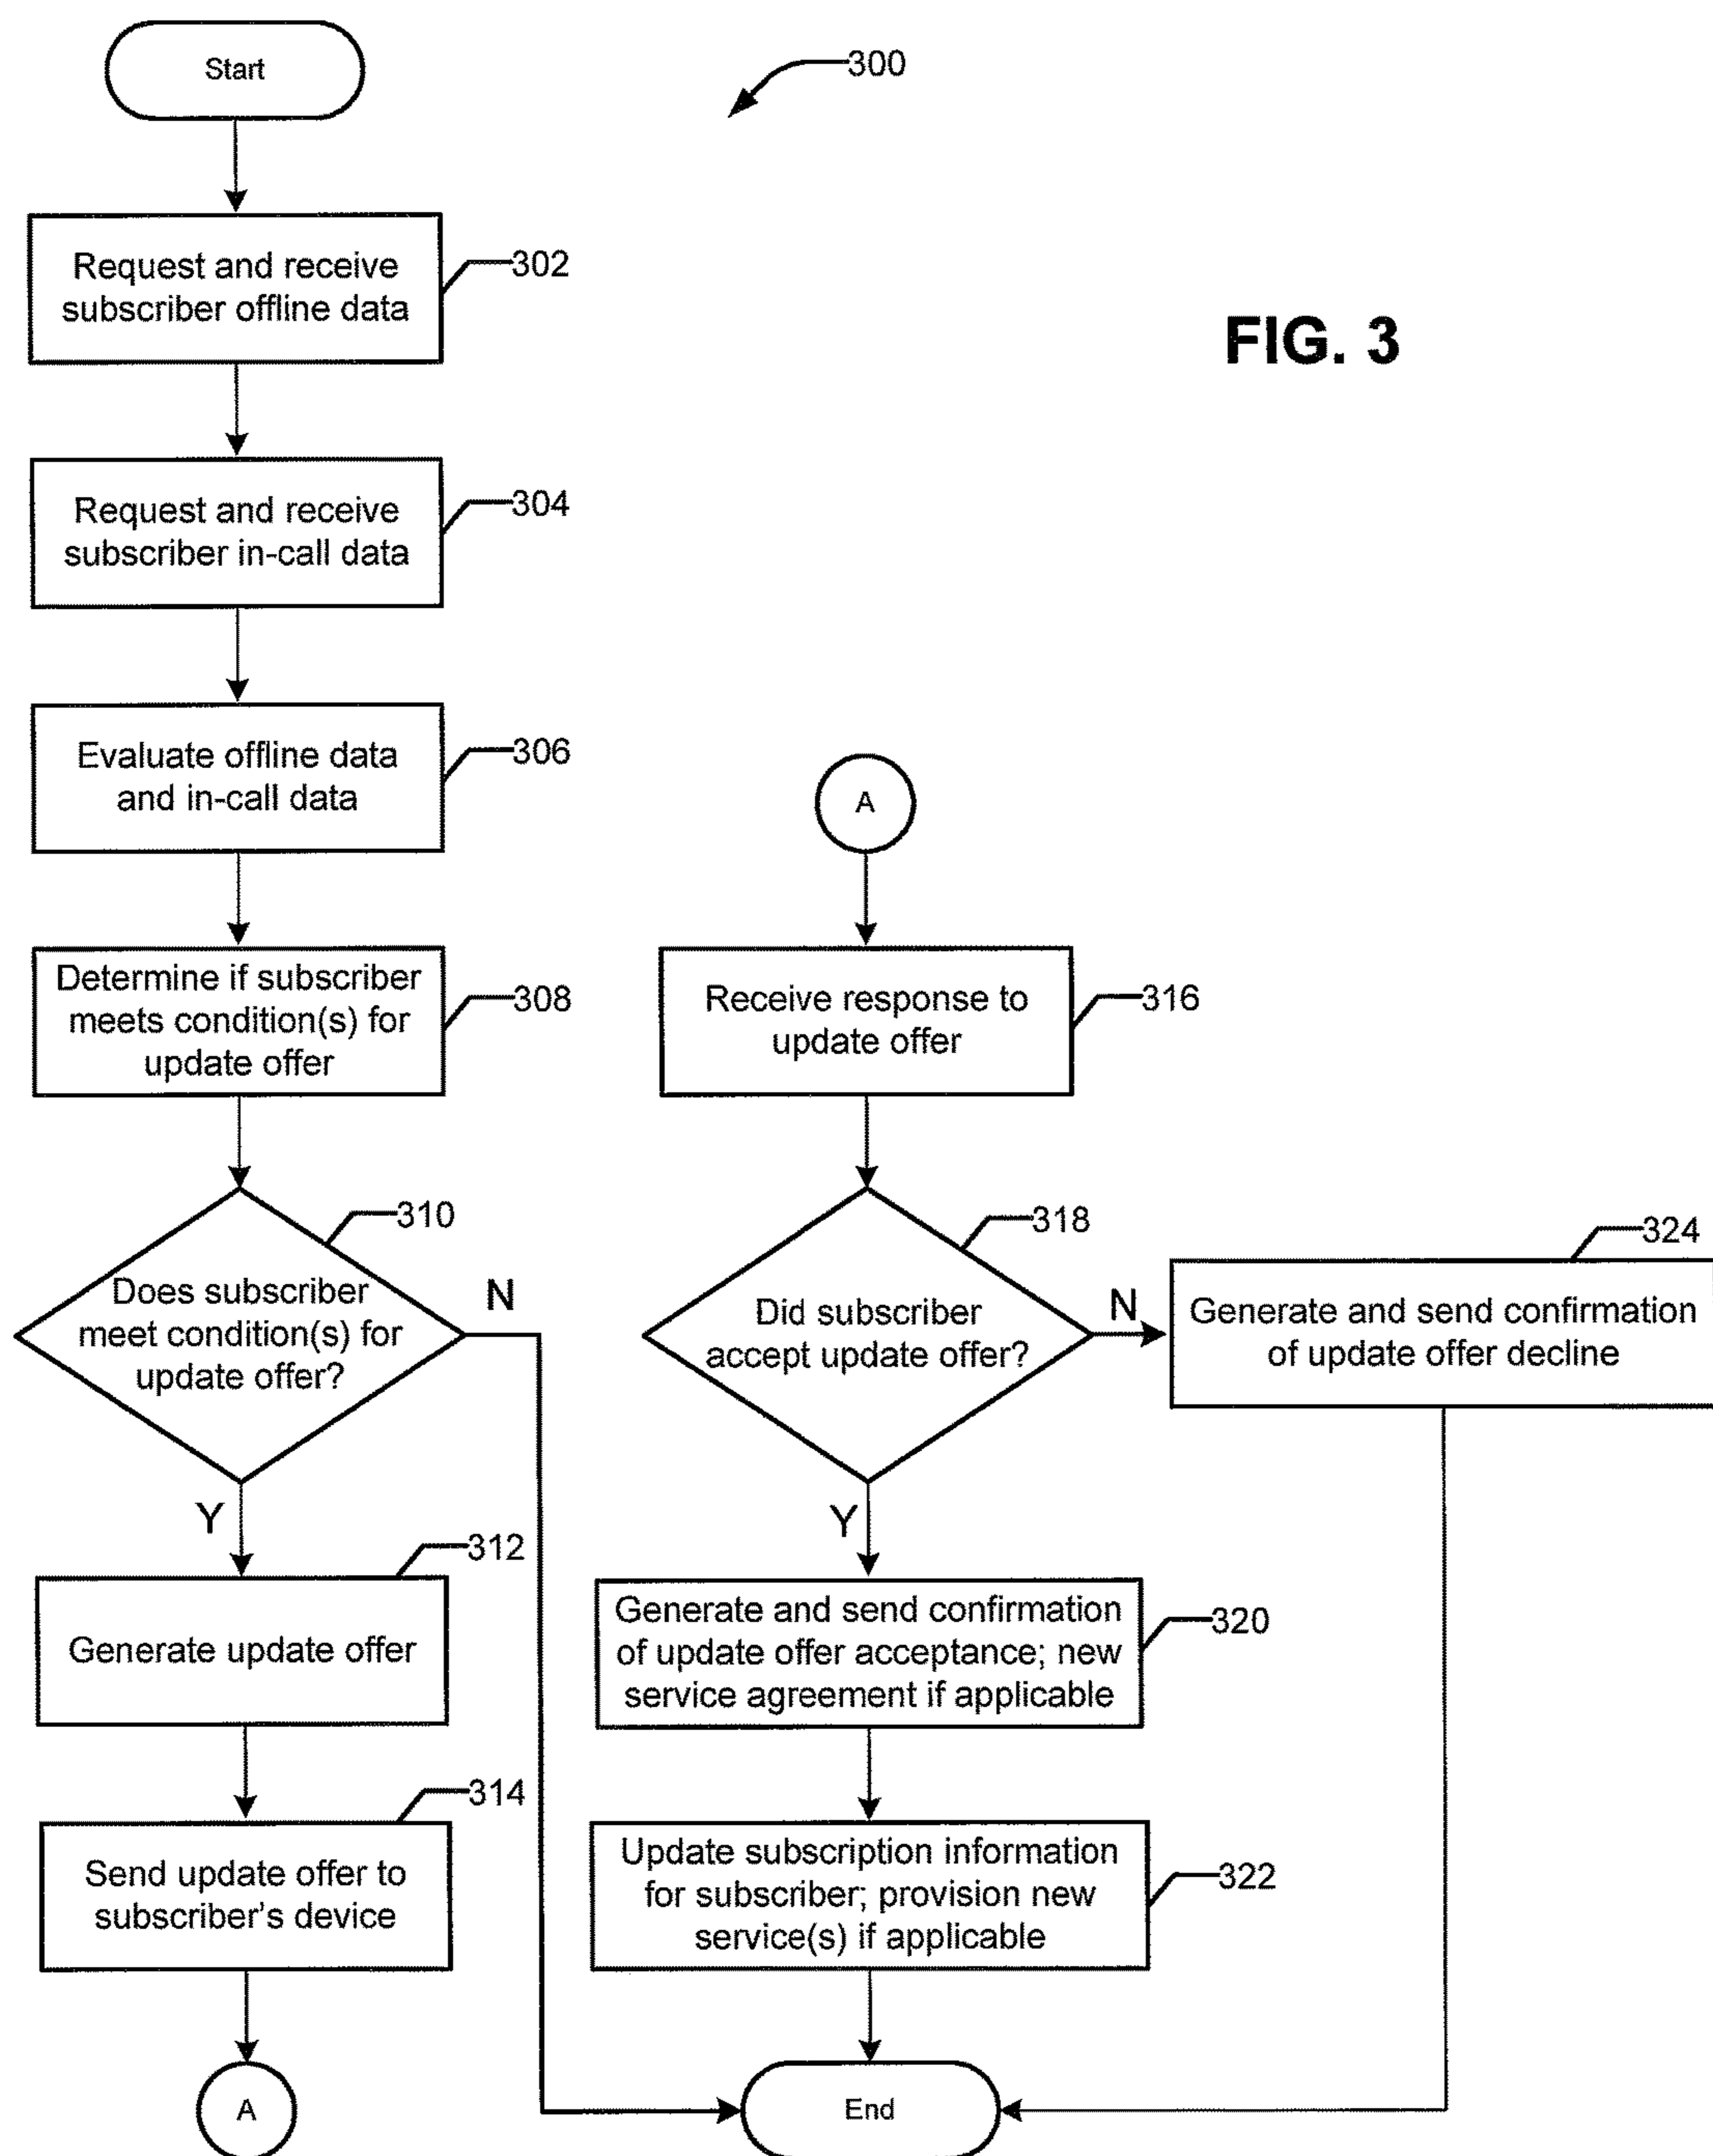 Start
300
Request and receive
subscriber offline data
302
FIG. 3
Request and receive
subscriber in-call data
304
Evaluate offline data
and in-call data
306
Determine if subscriber
meets condition(s) for
update offer
308
Does subscriber
meet condition(s) for
update offer?
310
N
Y
Generate update offer
312
Send update offer to
subscriber's device
314
A
A
Receive response to
update offer
316
Did subscriber
accept update offer?
318
N
Generate and send confirmation
of update offer decline
324
Y
Generate and send confirmation
of update offer acceptance; new
service agreement if applicable
320
Update subscription information
for subscriber; provision new
service(s) if applicable
322
End